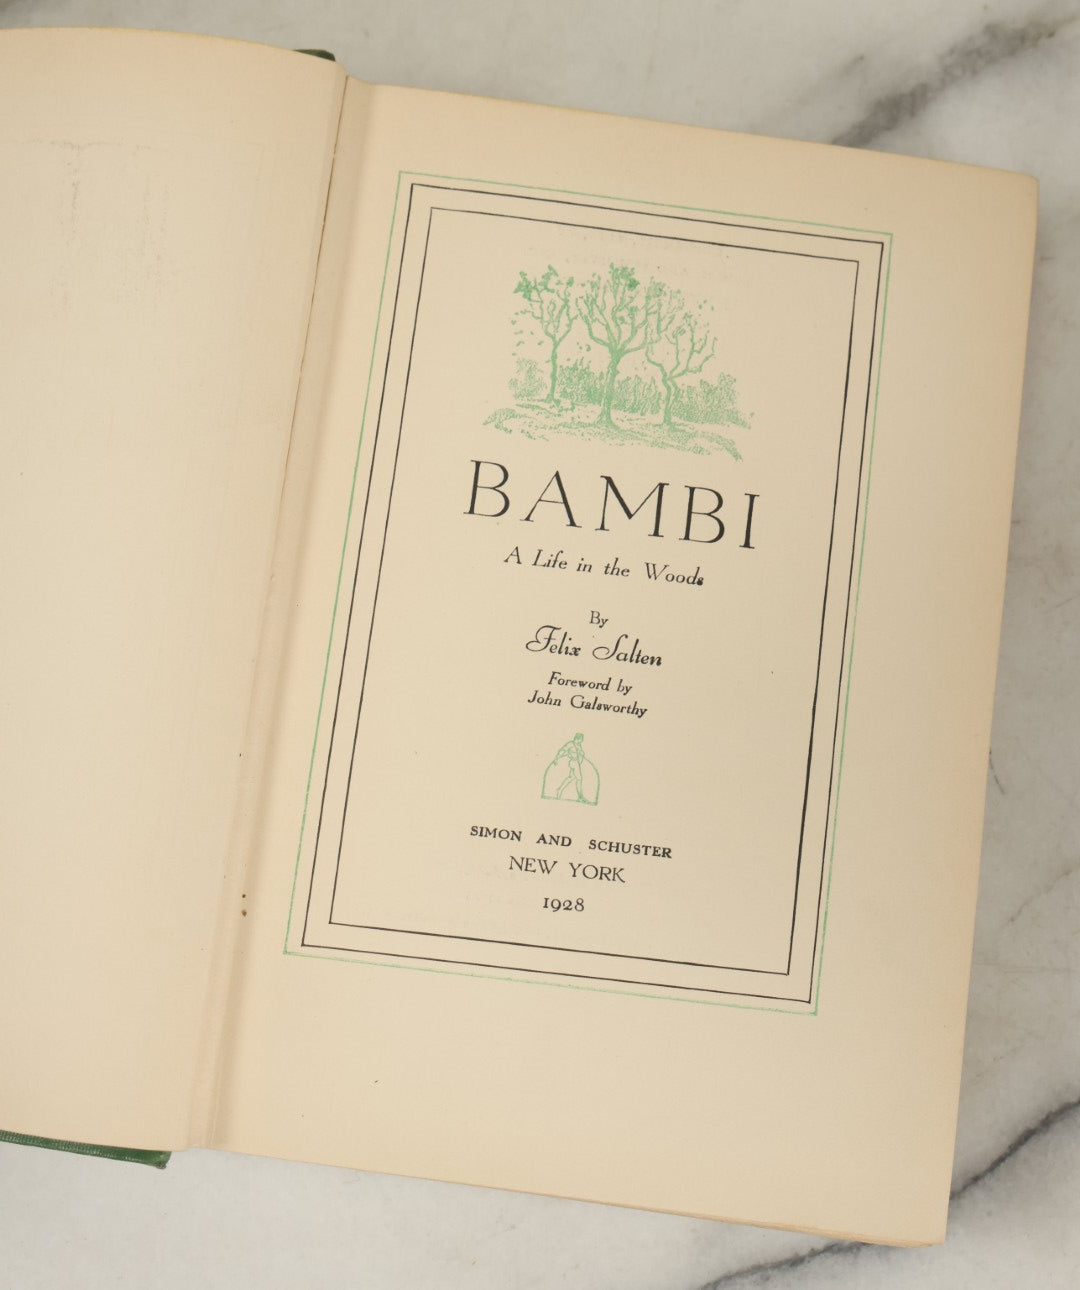 BAMBI
A Life in the Woods
By
Felix Salten
Foreword by
John Galsworthy
SIMON AND SCHUSTER
NEW YORK
1928